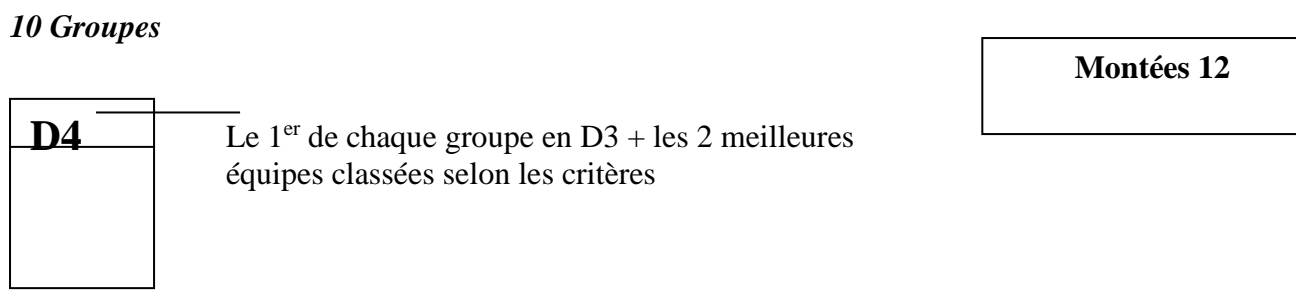 10 Groupes
Montées 12
D4
Le 1er de chaque groupe en D3 + les 2 meilleures
équipes classées selon les critères